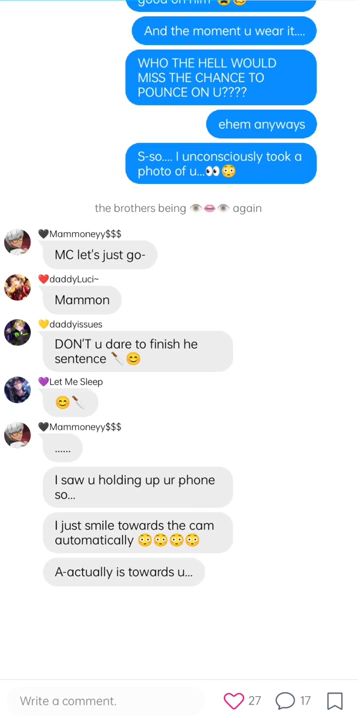 good on him 😩😏
And the moment u wear it....
WHO THE HELL WOULD
MISS THE CHANCE TO
POUNCE ON U????
ehem anyways
S-so.... I unconsciously took a
photo of u...👀😳
the brothers being 👁👄👁 again
🖤Mammoneyy$$$
MC let's just go-
❤️daddyLuci~
Mammon
💛daddyissues
DON'T u dare to finish he
sentence 🔪😊
💜Let Me Sleep
😊🔪
🖤Mammoneyy$$$
......
I saw u holding up ur phone
so...
I just smile towards the cam
automatically 😳😳😳😳
A-actually is towards u...
Write a comment.
27
17